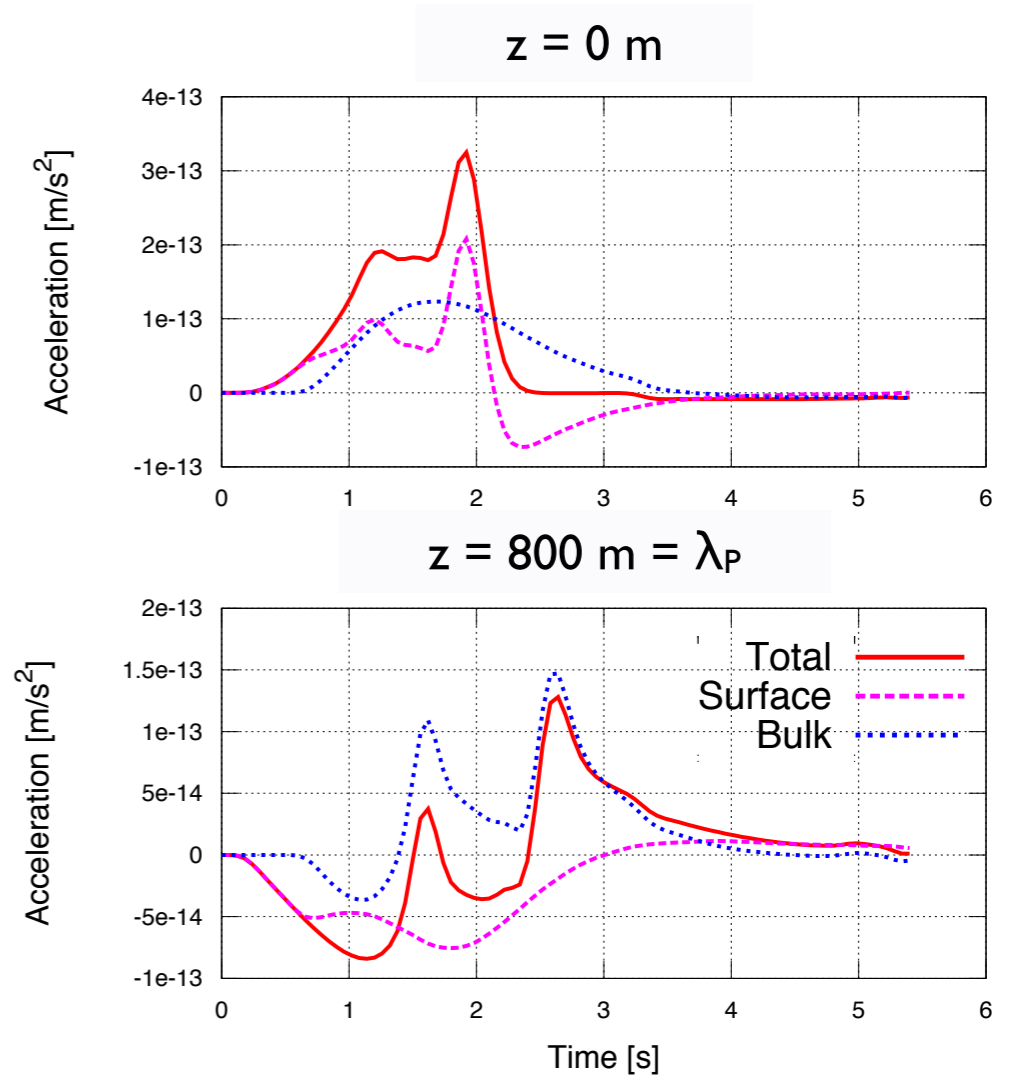 z = 0 m
4e-13
3e-13
2e-13
1e-13
0
-1e-13
Acceleration [m/s²]
0 1 2 3 4 5 6
z = 800 m = λP
2e-13
1.5e-13
1e-13
5e-14
0
-5e-14
-1e-13
Acceleration [m/s²]
Total
Surface
Bulk
0 1 2 3 4 5 6
Time [s]